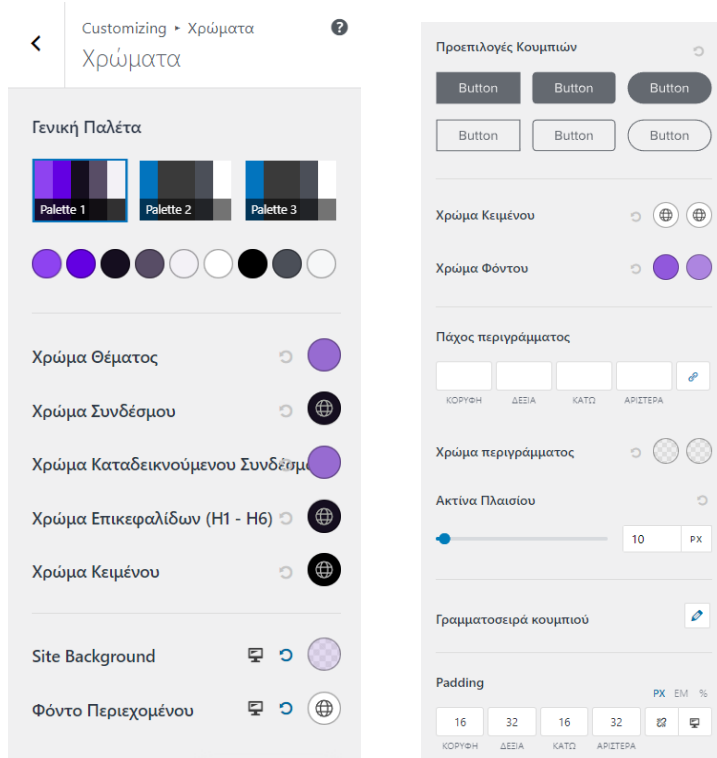 Customizing ▸ Χρώματα
Χρώματα
Γενική Παλέτα
Palette 1 Palette 2 Palette 3
Χρώμα Θέματος
Χρώμα Συνδέσμου
Χρώμα Καταδεικνούμενου Συνδέσμο
Χρώμα Επικεφαλίδων (H1 - H6)
Χρώμα Κειμένου
Site Background
Φόντο Περιεχομένου
Προεπιλογές Κουμπιών
Button Button Button
Button Button Button
Χρώμα Κειμένου
Χρώμα Φόντου
Πάχος περιγράμματος
ΚΟΡΥΦΗ ΔΕΞΙΑ ΚΑΤΩ ΑΡΙΣΤΕΡΑ
Χρώμα περιγράμματος
Ακτίνα Πλαισίου
10 PX
Γραμματοσειρά κουμπιού
Padding
PX EM %
16 32 16 32
ΚΟΡΥΦΗ ΔΕΞΙΑ ΚΑΤΩ ΑΡΙΣΤΕΡΑ